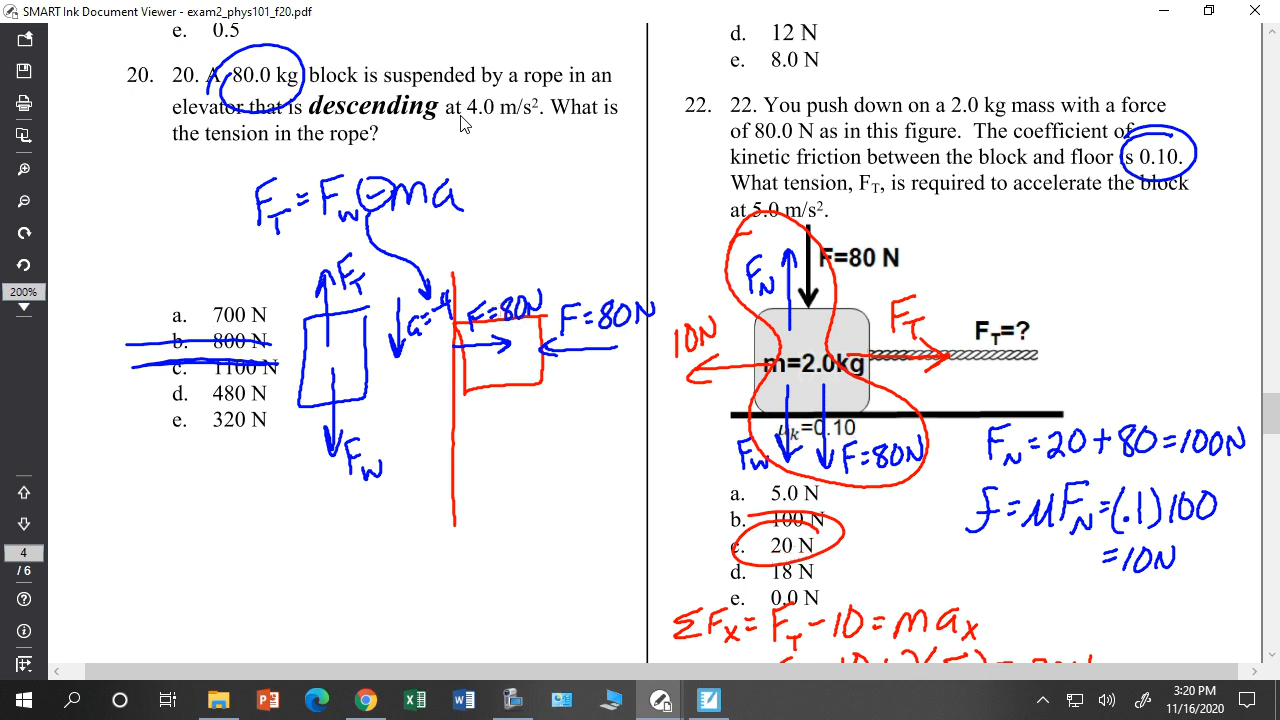 SMART Ink Document Viewer - exam2_phys101_f20.pdf
e. 0.5
20. 20. A 80.0 kg block is suspended by a rope in an
elevator that is descending at 4.0 m/s². What is
the tension in the rope?
F_T = F_W - ma
F_T
a = -4
F_W
a. 700 N
b. 800 N
c. 1100 N
d. 480 N
e. 320 N
F=80N
F=80N
d. 12 N
e. 8.0 N
22. 22. You push down on a 2.0 kg mass with a force
of 80.0 N as in this figure. The coefficient of
kinetic friction between the block and floor is 0.10.
What tension, F_T, is required to accelerate the block
at 5.0 m/s².
F_N
F=80 N
F_T
F_T=?
10N
m=2.0kg
μk=0.10
F_W
F=80N
F_N = 20 + 80 = 100N
f = μF_N = (.1) 100
= 10N
a. 5.0 N
b. 100 N
c. 20 N
d. 18 N
e. 0.0 N
ΣF_x = F_T - 10 = m a_x
200%
4
/ 6
3:20 PM
11/16/2020